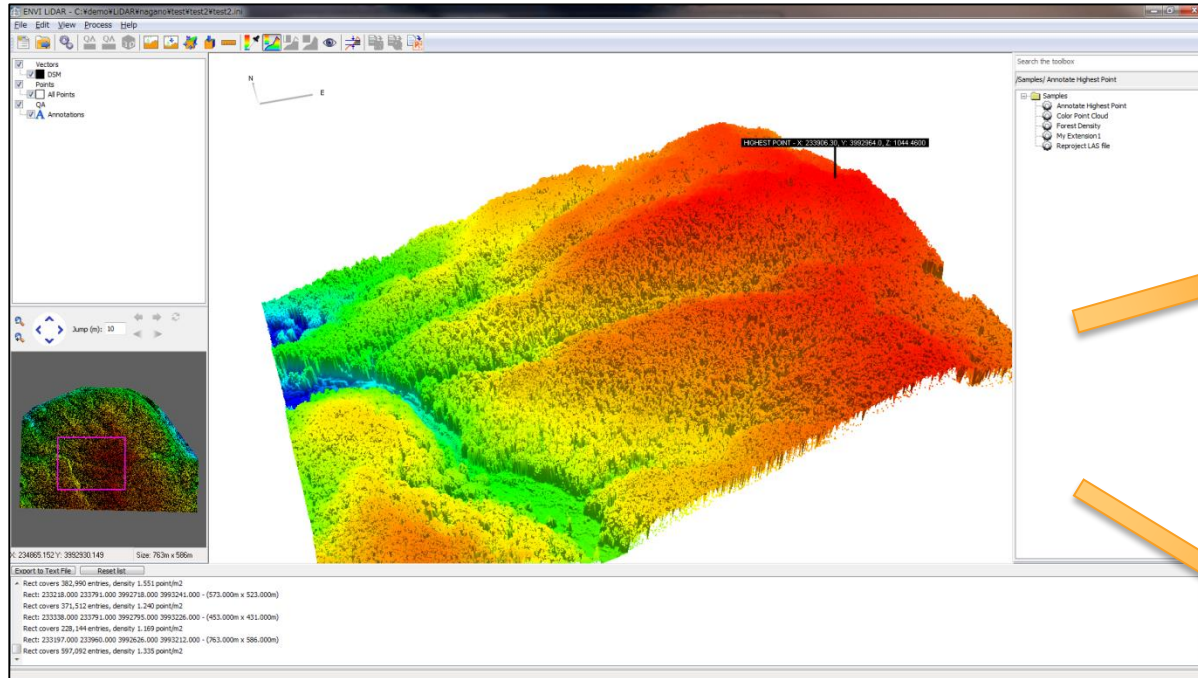 ENVI LiDAR - C:¥demo¥LiDAR¥nagano¥test¥test2¥test2.ini
File Edit View Process Help
QA QA
Vectors
DSM
Points
All Points
QA
A Annotations
Jump (m): 10
X: 234865.152 Y: 3992930.149 Size: 763m x 586m
N
E
HIGHEST POINT - X: 233906.30, Y: 3992964.0, Z: 1044.4600
Search the toolbox
/Samples/ Annotate Highest Point
Samples
Annotate Highest Point
Color Point Cloud
Forest Density
My Extension1
Reproject LAS file
Export to Text File Reset list
Rect covers 382,990 entries, density 1.551 point/m2
Rect: 233218.000 233791.000 3992718.000 3993241.000 - (573.000m x 523.000m)
Rect covers 371,512 entries, density 1.240 point/m2
Rect: 233338.000 233791.000 3992795.000 3993226.000 - (453.000m x 431.000m)
Rect covers 228,144 entries, density 1.169 point/m2
Rect: 233197.000 233960.000 3992626.000 3993212.000 - (763.000m x 586.000m)
Rect covers 597,092 entries, density 1.335 point/m2